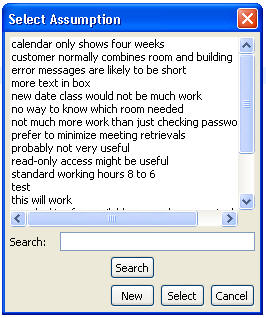 Select Assumption
calendar only shows four weeks
customer normally combines room and building
error messages are likely to be short
more text in box
new date class would not be much work
no way to know which room needed
not much more work than just checking passwo
prefer to minimize meeting retrievals
probably not very useful
read-only access might be useful
standard working hours 8 to 6
test
this will work
Search:
Search
New Select Cancel